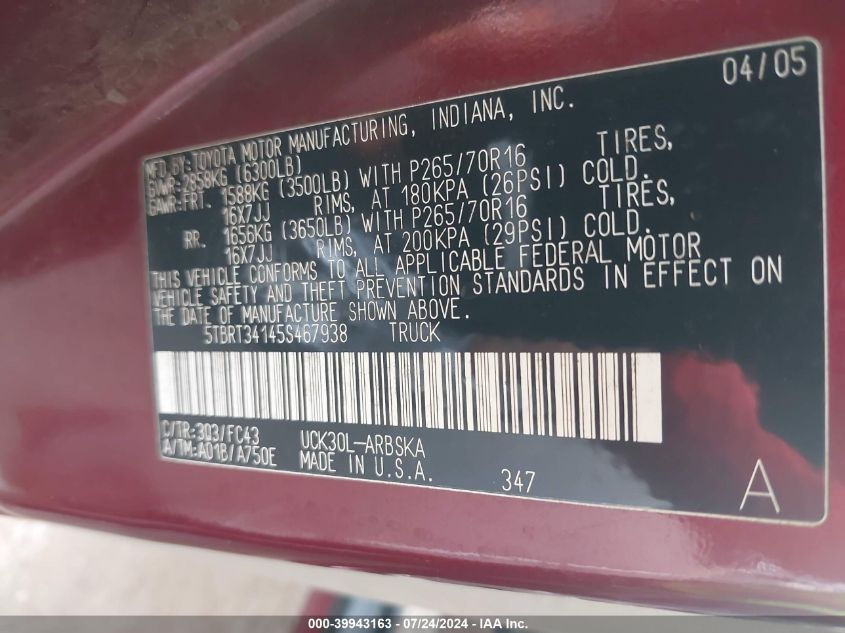 04/05
MFD.BY:TOYOTA MOTOR MANUFACTURING, INDIANA, INC.
GVWR:2858KG (6300LB)
GAWR:FRT. 1588KG (3500LB) WITH P265/70R16 TIRES,
16X7JJ RIMS, AT 180KPA (26PSI) COLD.
RR. 1656KG (3650LB) WITH P265/70R16 TIRES,
16X7JJ RIMS, AT 200KPA (29PSI) COLD.
THIS VEHICLE CONFORMS TO ALL APPLICABLE FEDERAL MOTOR
VEHICLE SAFETY AND THEFT PREVENTION STANDARDS IN EFFECT ON
THE DATE OF MANUFACTURE SHOWN ABOVE.
5TBRT34145S467938 TRUCK
C/TR:3Q3/FC43 UCK30L-ARBSKA
A/TM:A01B/A750E MADE IN U.S.A. 347
A
000-39943163 - 07/24/2024 - IAA Inc.